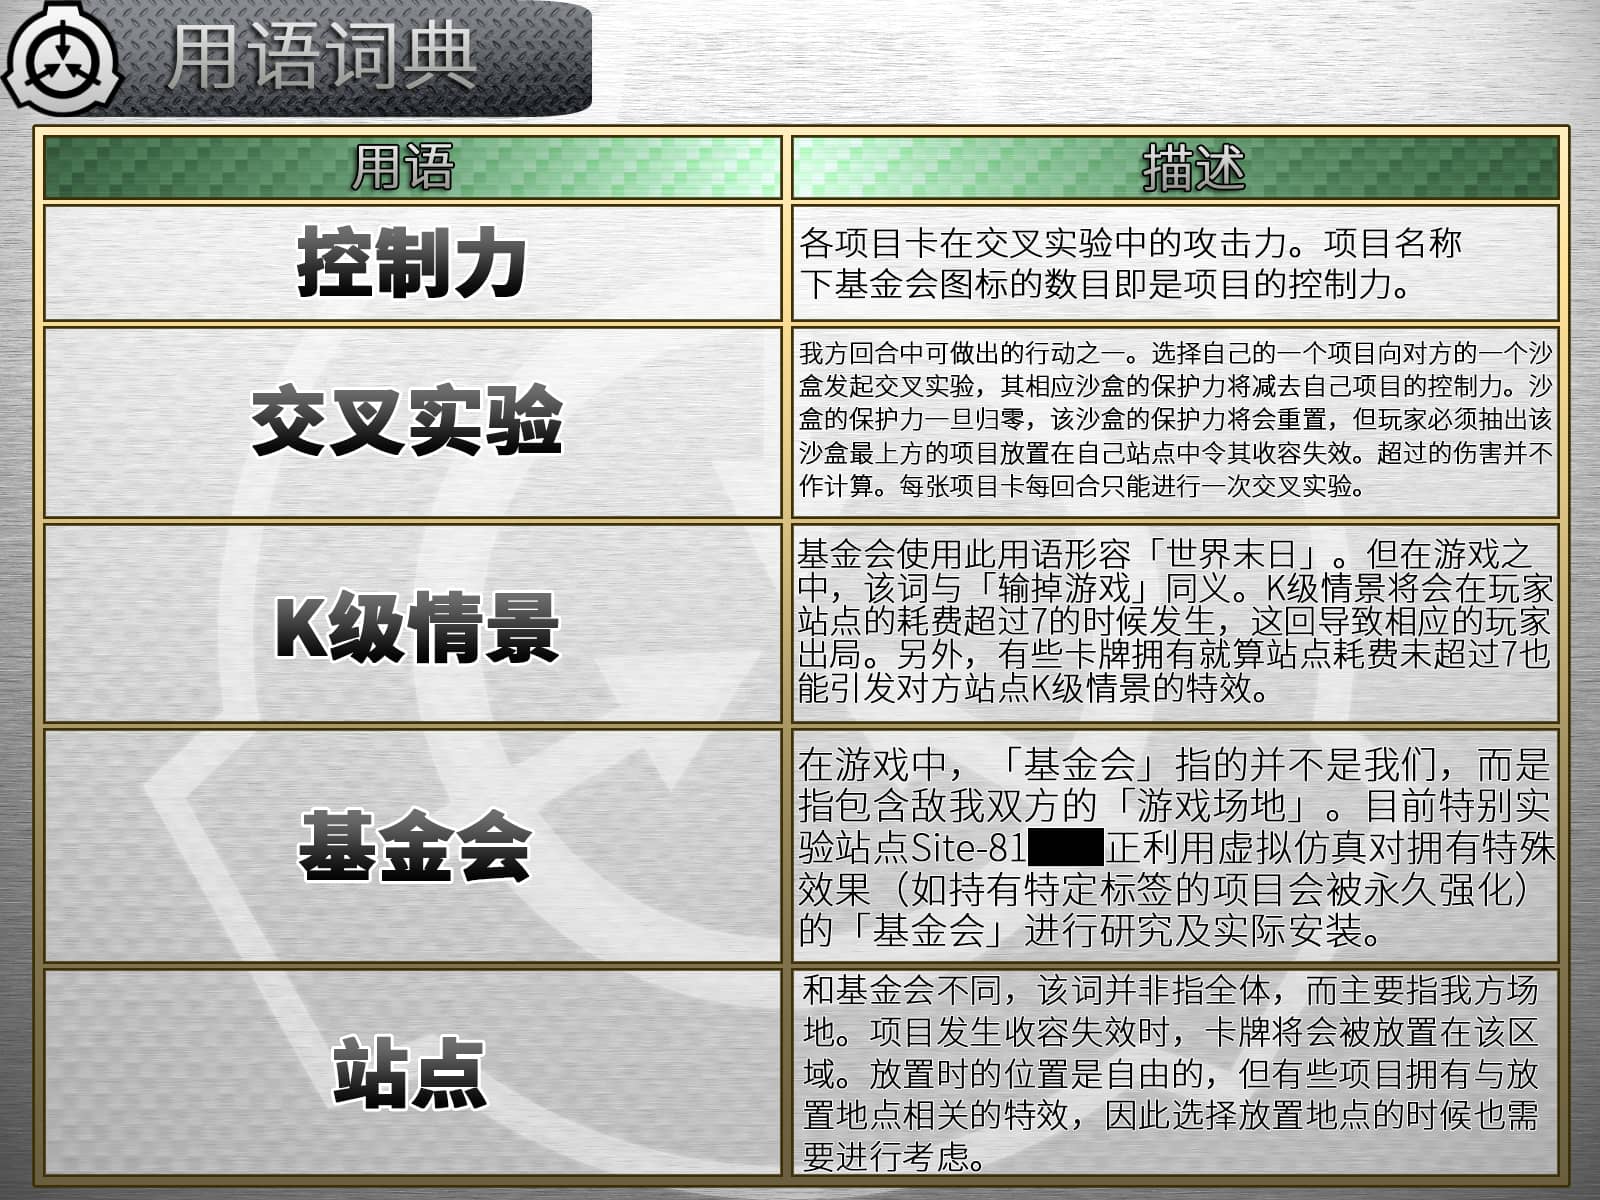 用语词典
用语
描述
控制力
各项目卡在交叉实验中的攻击力。项目名称
下基金会图标的数目即是项目的控制力。
交叉实验
我方回合中可做出的行动之一。选择自己的一个项目向对方的一个沙
盒发起交叉实验，其相应沙盒的保护力将减去自己项目的控制力。沙
盒的保护力一旦归零，该沙盒的保护力将会重置，但玩家必须抽出该
沙盒最上方的项目放置在自己站点中令其收容失效。超过的伤害并不
作计算。每张项目卡每回合只能进行一次交叉实验。
K级情景
基金会使用此用语形容「世界末日」。但在游戏之
中，该词与「输掉游戏」同义。K级情景将会在玩家
站点的耗费超过7的时候发生，这回导致相应的玩家
出局。另外，有些卡牌拥有就算站点耗费未超过7也
能引发对方站点K级情景的特效。
基金会
在游戏中，「基金会」指的并不是我们，而是
指包含敌我双方的「游戏场地」。目前特别实
验站点Site-81正利用虚拟仿真对拥有特殊
效果（如持有特定标签的项目会被永久强化）
的「基金会」进行研究及实际安装。
站点
和基金会不同，该词并非指全体，而主要指我方场
地。项目发生收容失效时，卡牌将会被放置在该区
域。放置时的位置是自由的，但有些项目拥有与放
置地点相关的特效，因此选择放置地点的时候也需
要进行考虑。